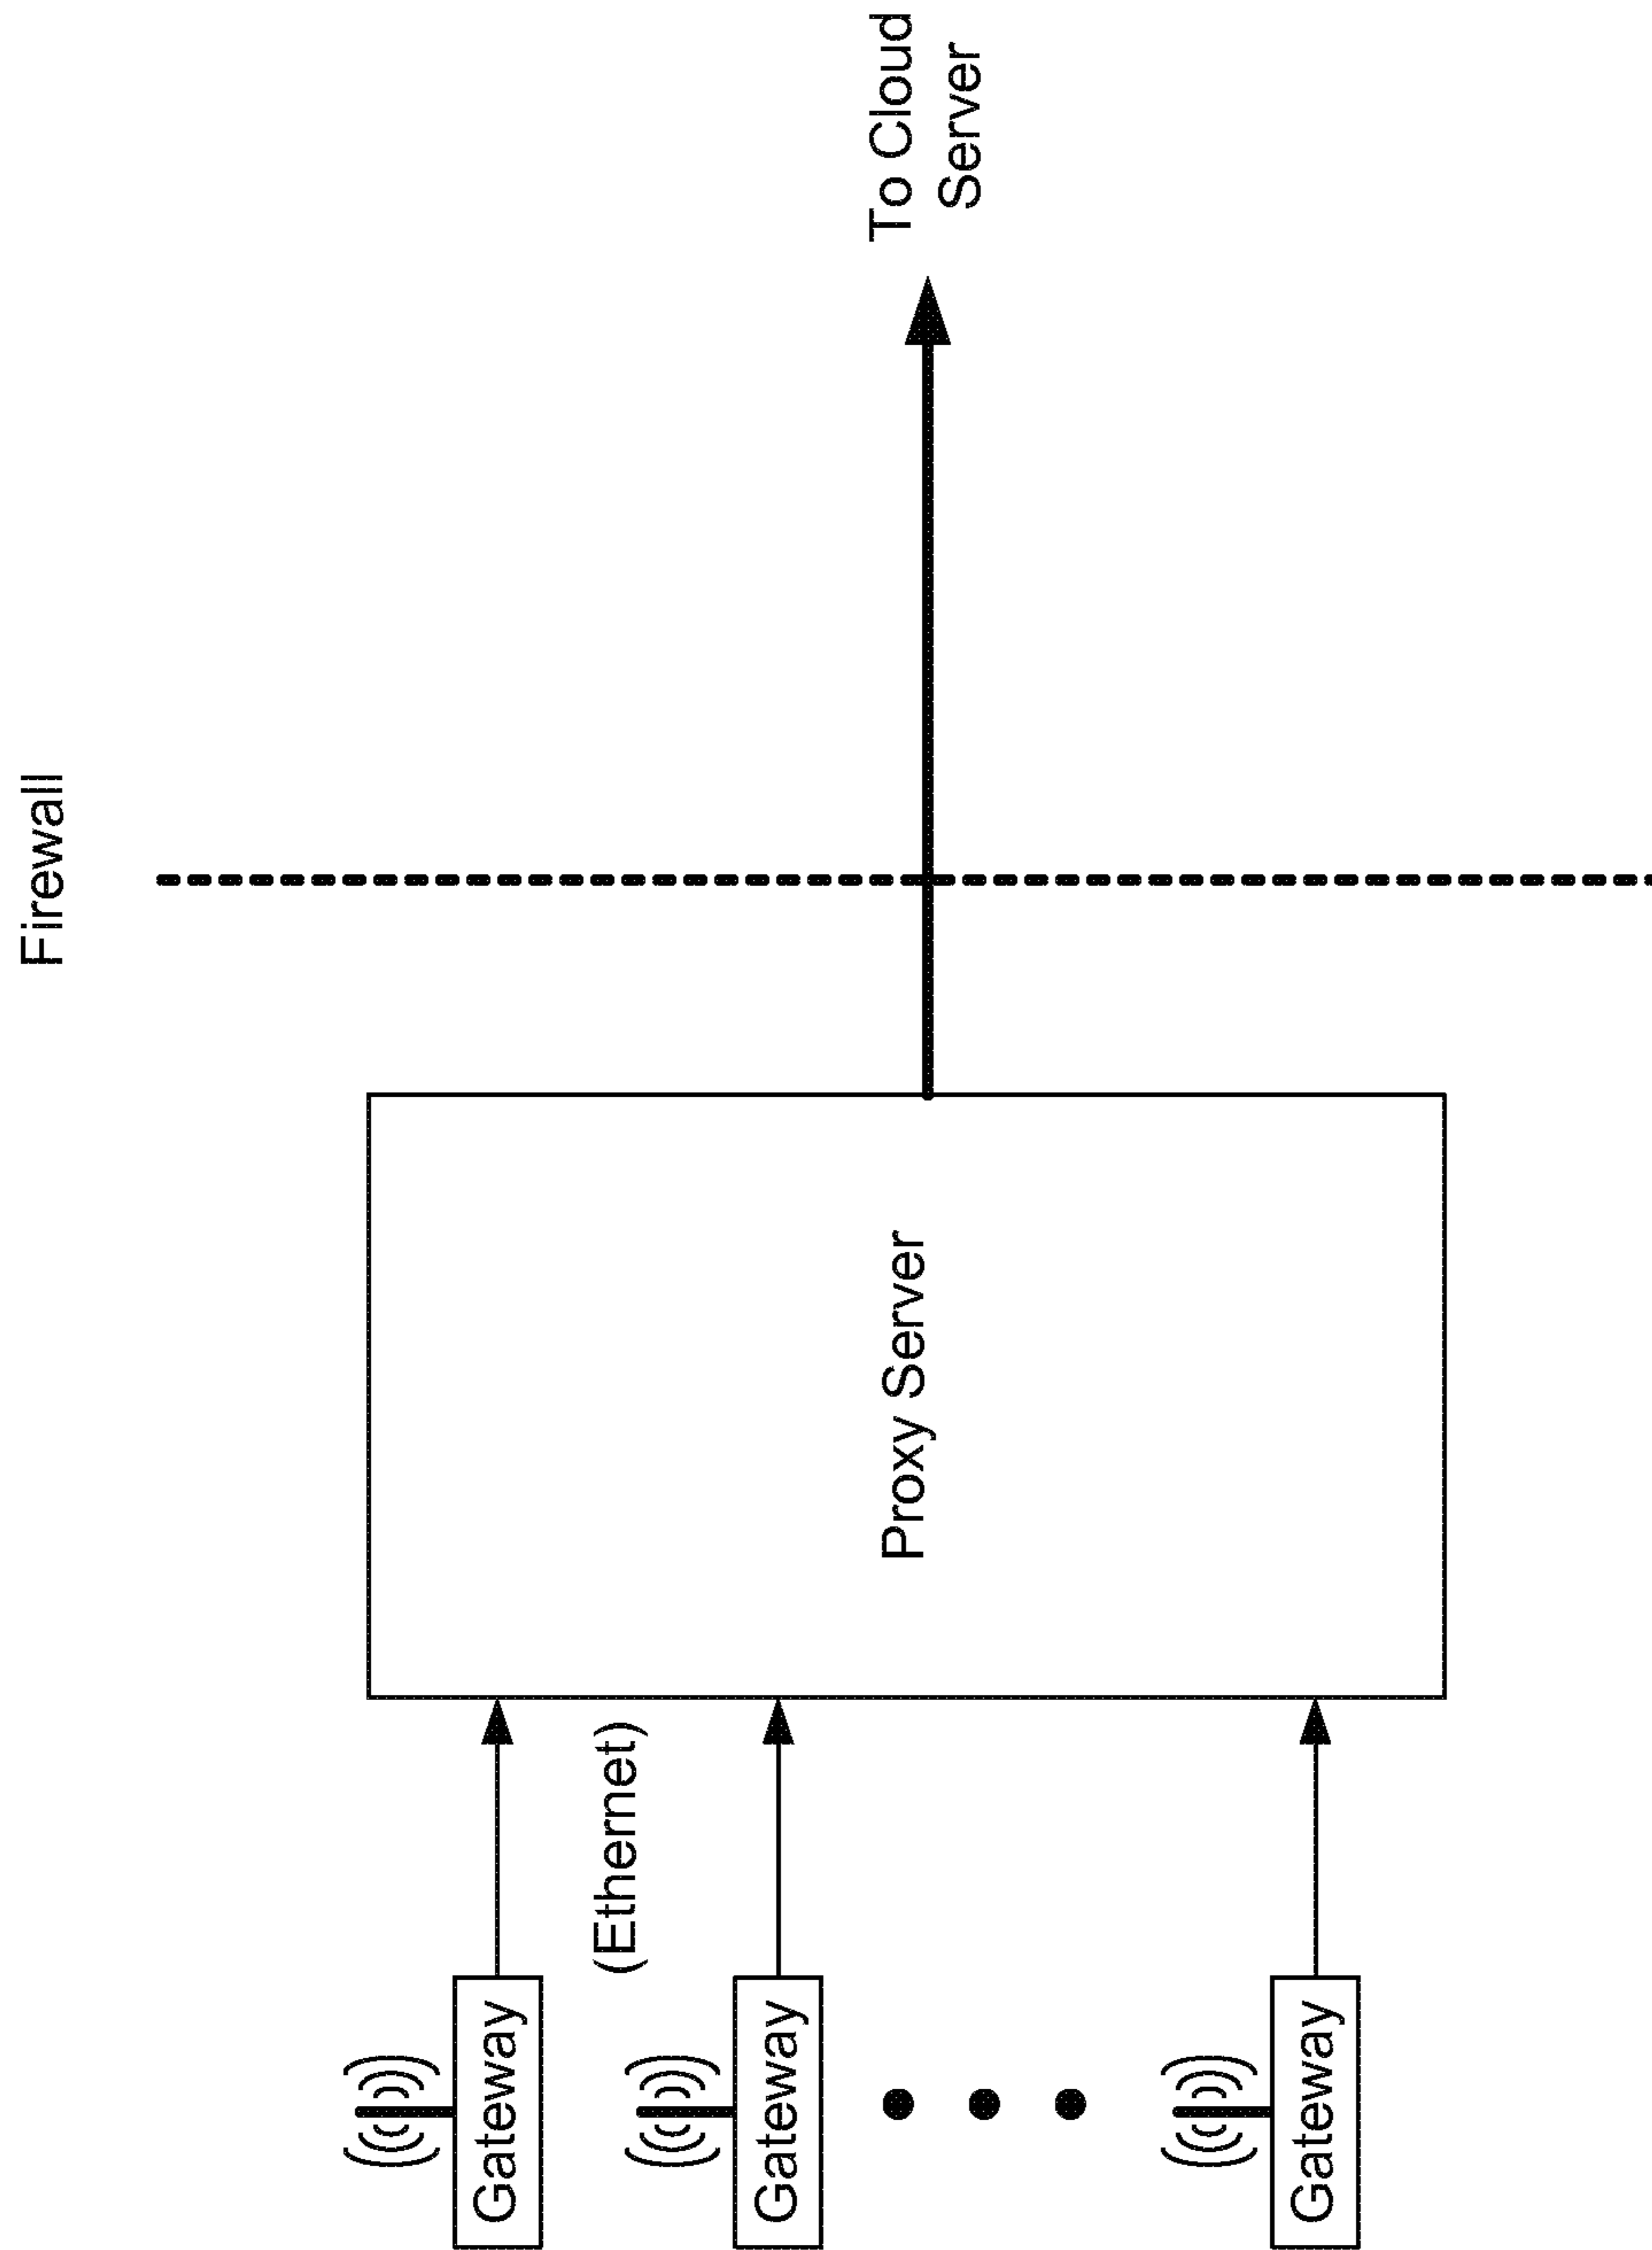 Firewall
To Cloud
Server
Proxy Server
(Ethernet)
Gateway
Gateway
Gateway